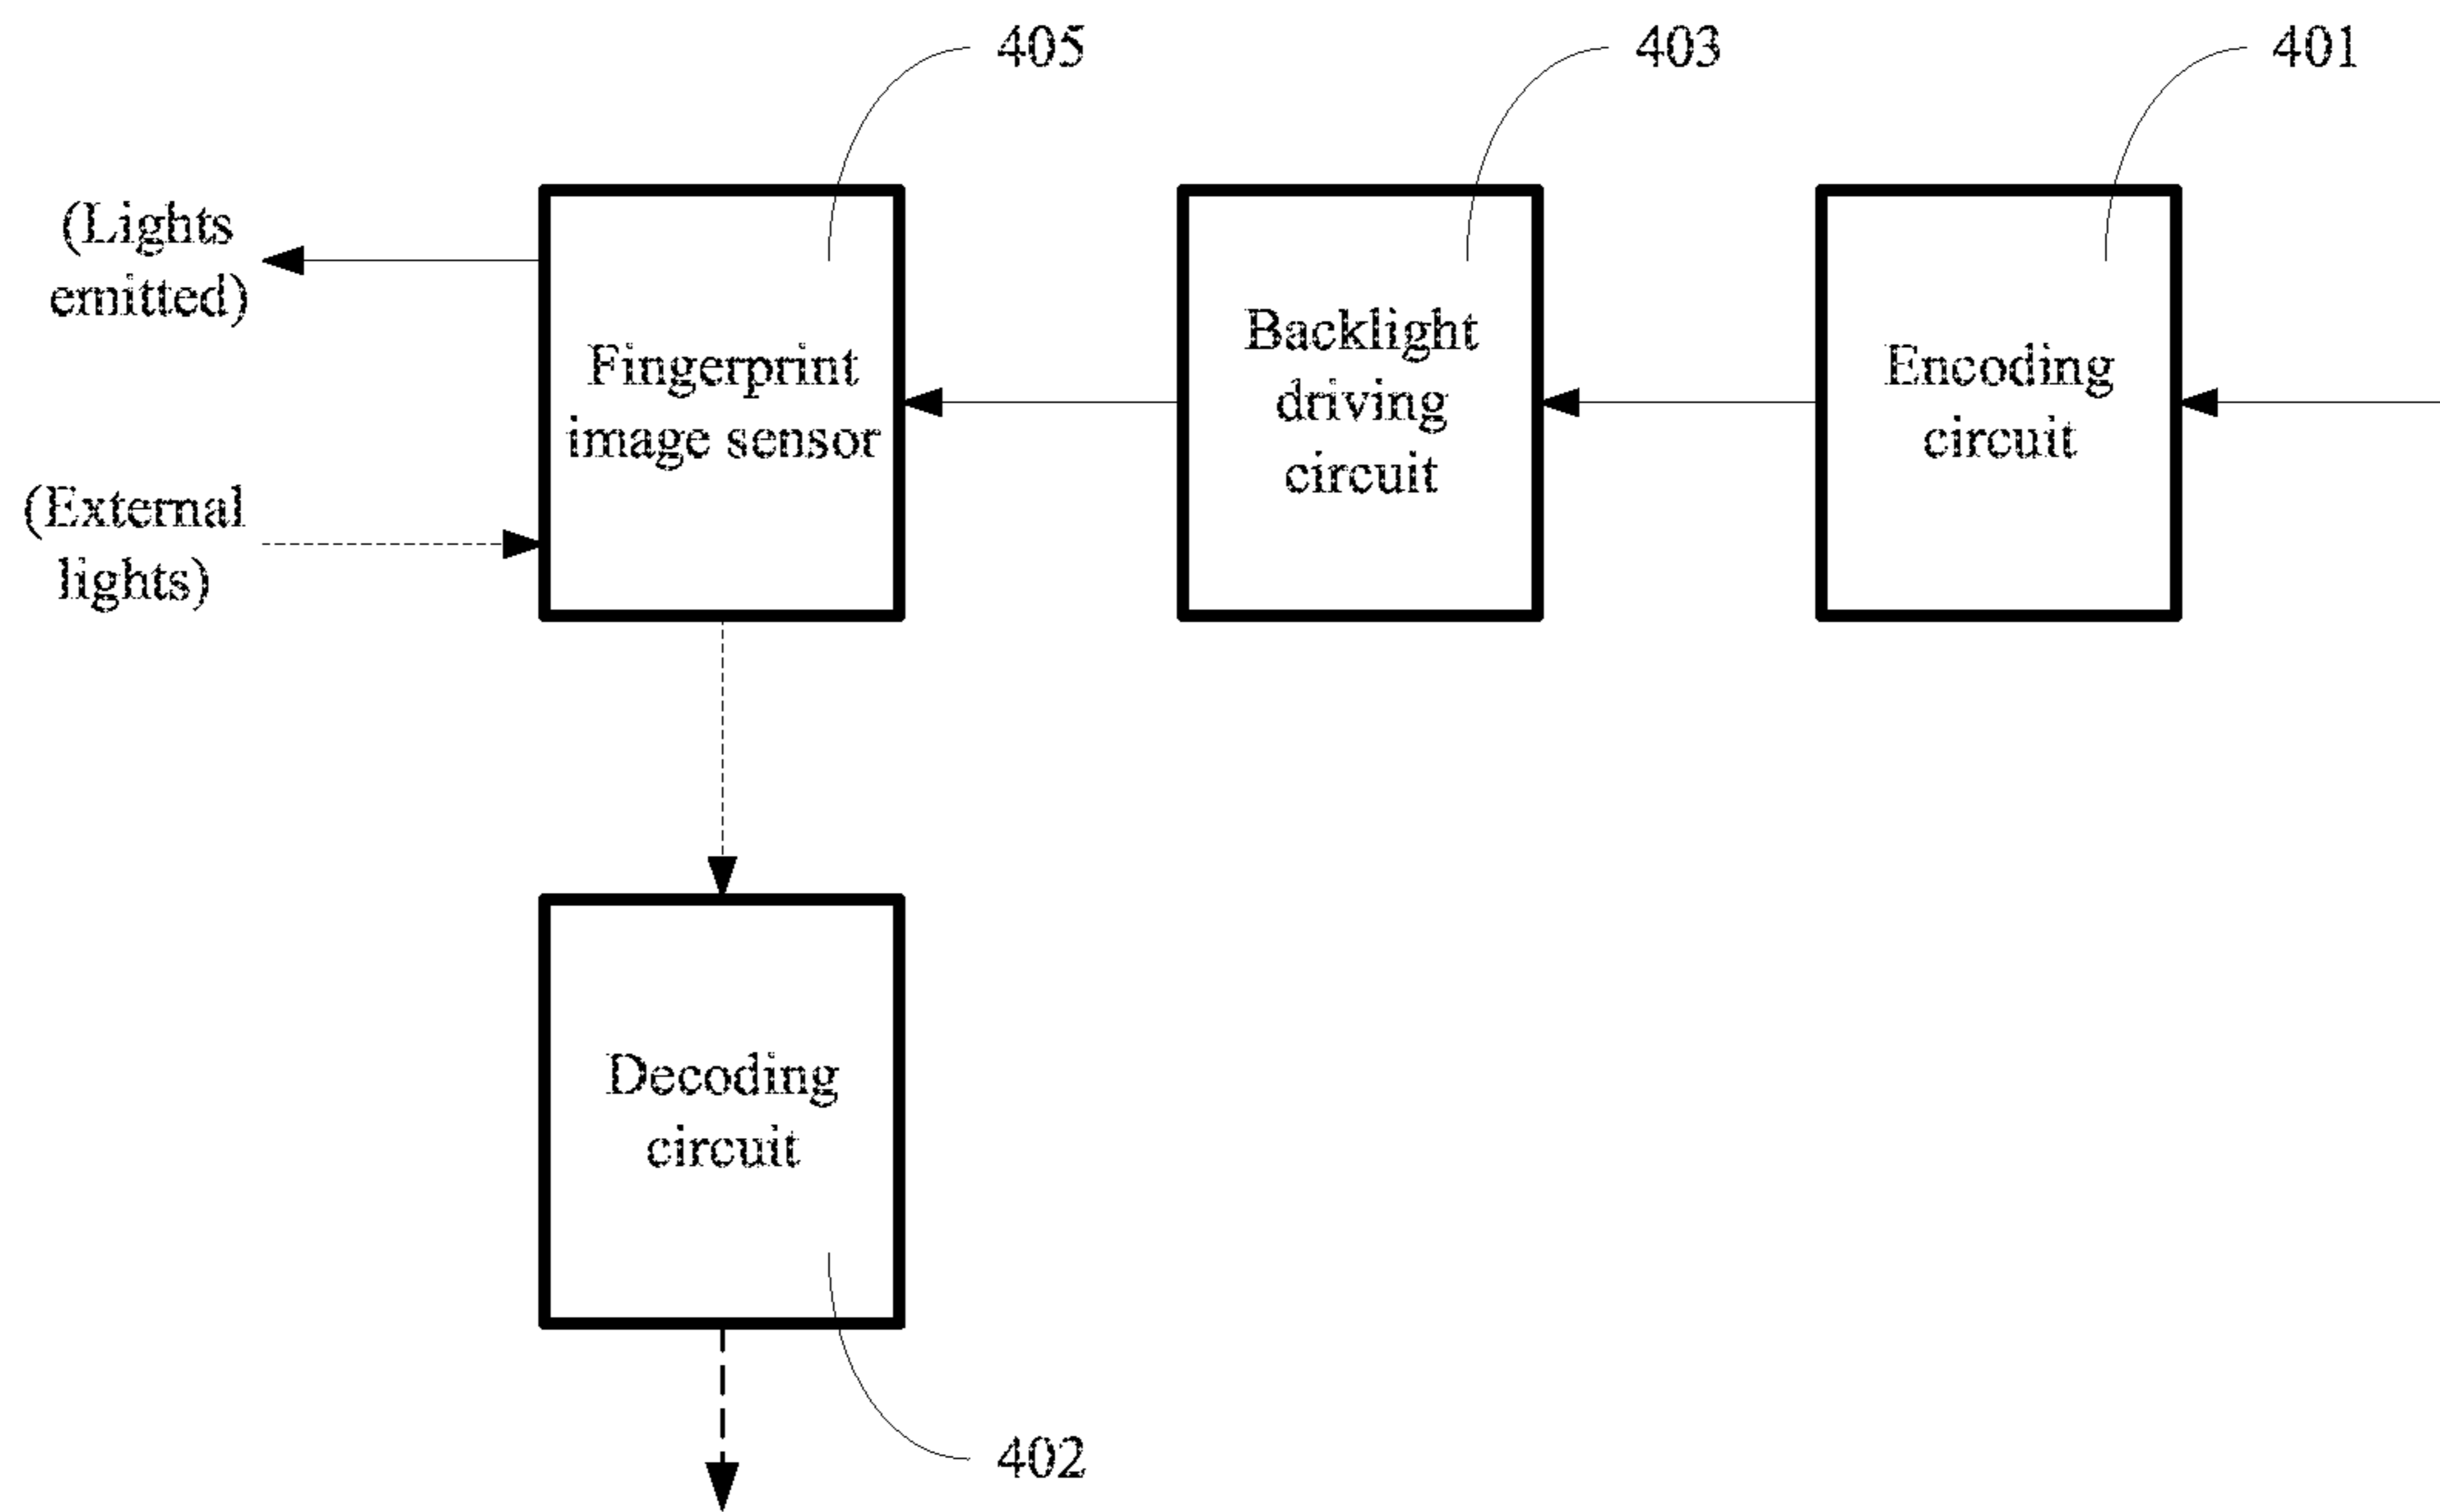 405
403
401
(Lights
emitted)
Fingerprint
image sensor
Backlight
driving
circuit
Encoding
circuit
(External
lights)
Decoding
circuit
402